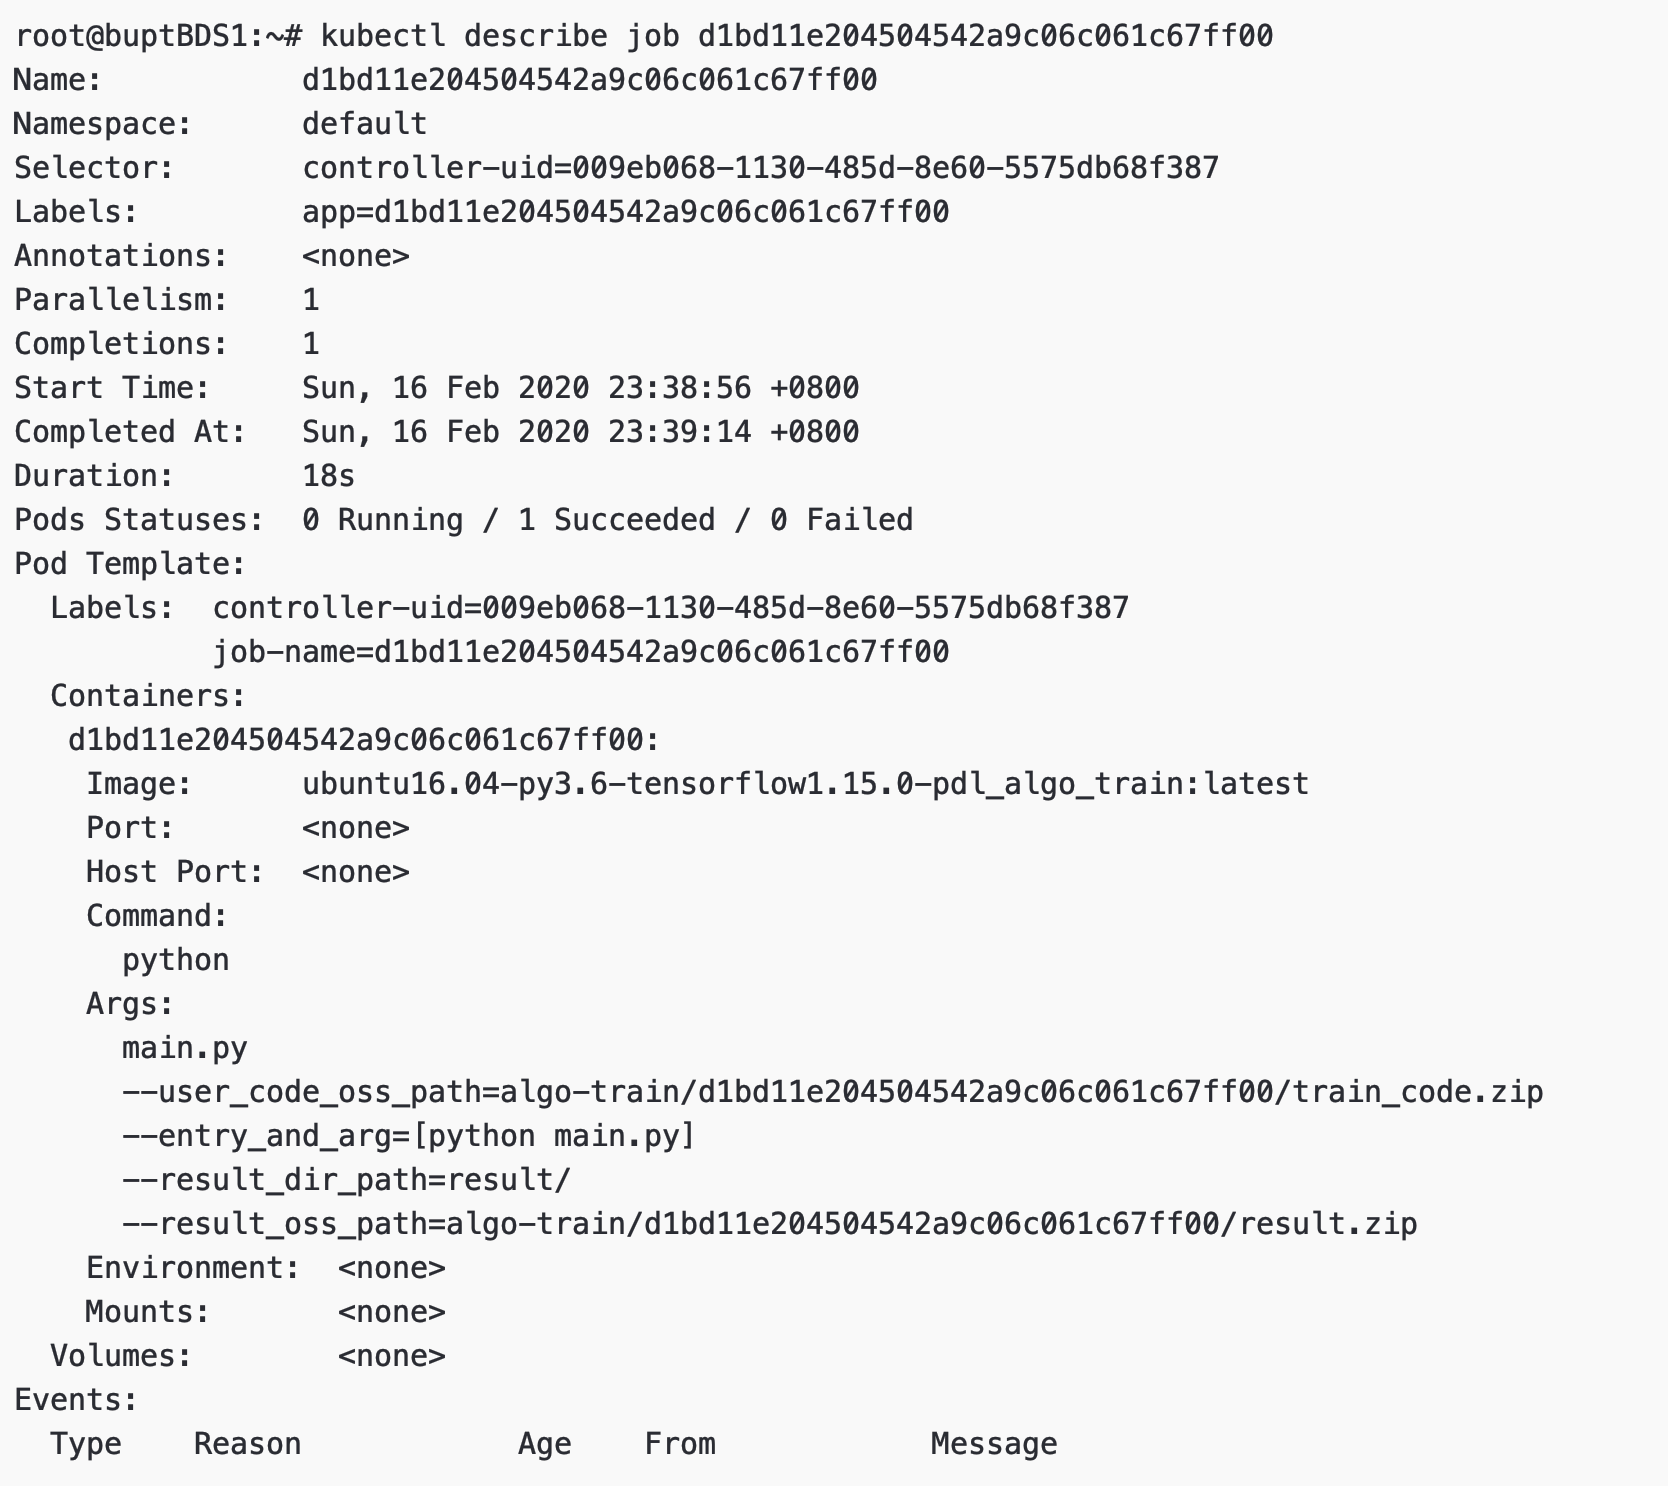 root@buptBDS1:~# kubectl describe job d1bd11e204504542a9c06c061c67ff00
Name:           d1bd11e204504542a9c06c061c67ff00
Namespace:      default
Selector:       controller-uid=009eb068-1130-485d-8e60-5575db68f387
Labels:         app=d1bd11e204504542a9c06c061c67ff00
Annotations:    <none>
Parallelism:    1
Completions:    1
Start Time:     Sun, 16 Feb 2020 23:38:56 +0800
Completed At:   Sun, 16 Feb 2020 23:39:14 +0800
Duration:       18s
Pods Statuses:  0 Running / 1 Succeeded / 0 Failed
Pod Template:
  Labels:  controller-uid=009eb068-1130-485d-8e60-5575db68f387
           job-name=d1bd11e204504542a9c06c061c67ff00
  Containers:
   d1bd11e204504542a9c06c061c67ff00:
    Image:      ubuntu16.04-py3.6-tensorflow1.15.0-pdl_algo_train:latest
    Port:       <none>
    Host Port:  <none>
    Command:
      python
    Args:
      main.py
      --user_code_oss_path=algo-train/d1bd11e204504542a9c06c061c67ff00/train_code.zip
      --entry_and_arg=[python main.py]
      --result_dir_path=result/
      --result_oss_path=algo-train/d1bd11e204504542a9c06c061c67ff00/result.zip
    Environment:  <none>
    Mounts:       <none>
  Volumes:        <none>
Events:
  Type    Reason            Age    From            Message